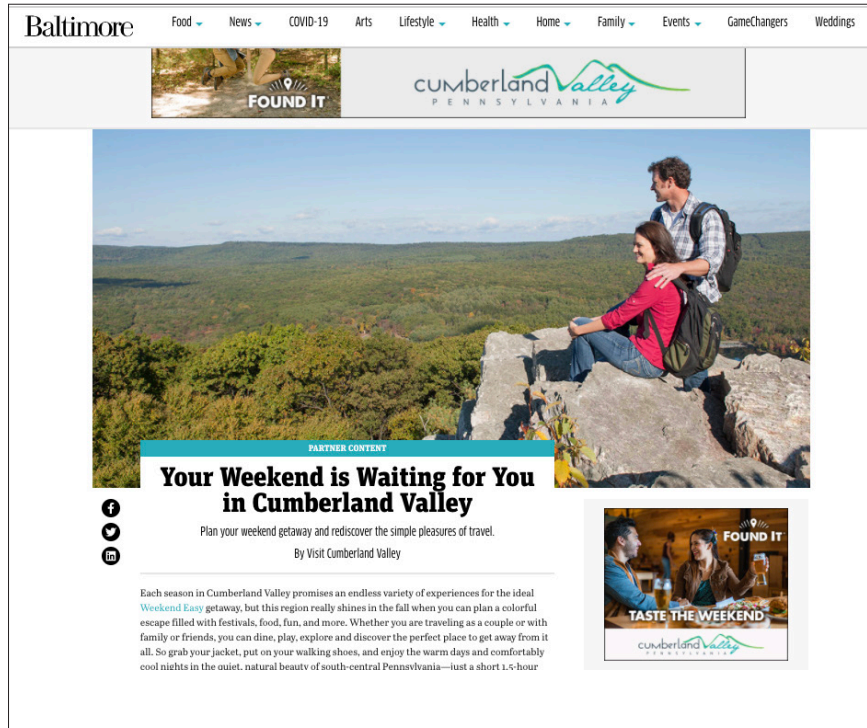 Baltimore
Food News COVID-19 Arts Lifestyle Health Home Family Events GameChangers Weddings
FOUND IT
cumberland Valley
PENNSYLVANIA
PARTNER CONTENT
Your Weekend is Waiting for You
in Cumberland Valley
Plan your weekend getaway and rediscover the simple pleasures of travel.
By Visit Cumberland Valley
Each season in Cumberland Valley promises an endless variety of experiences for the ideal
Weekend Easy getaway, but this region really shines in the fall when you can plan a colorful
escape filled with festivals, food, fun, and more. Whether you are traveling as a couple or with
family or friends, you can dine, play, explore and discover the perfect place to get away from it
all. So grab your jacket, put on your walking shoes, and enjoy the warm days and comfortably
cool nights in the quiet, natural beauty of south-central Pennsylvania—just a short 1.5-hour
FOUND IT
TASTE THE WEEKEND
cumberland Valley
PENNSYLVANIA